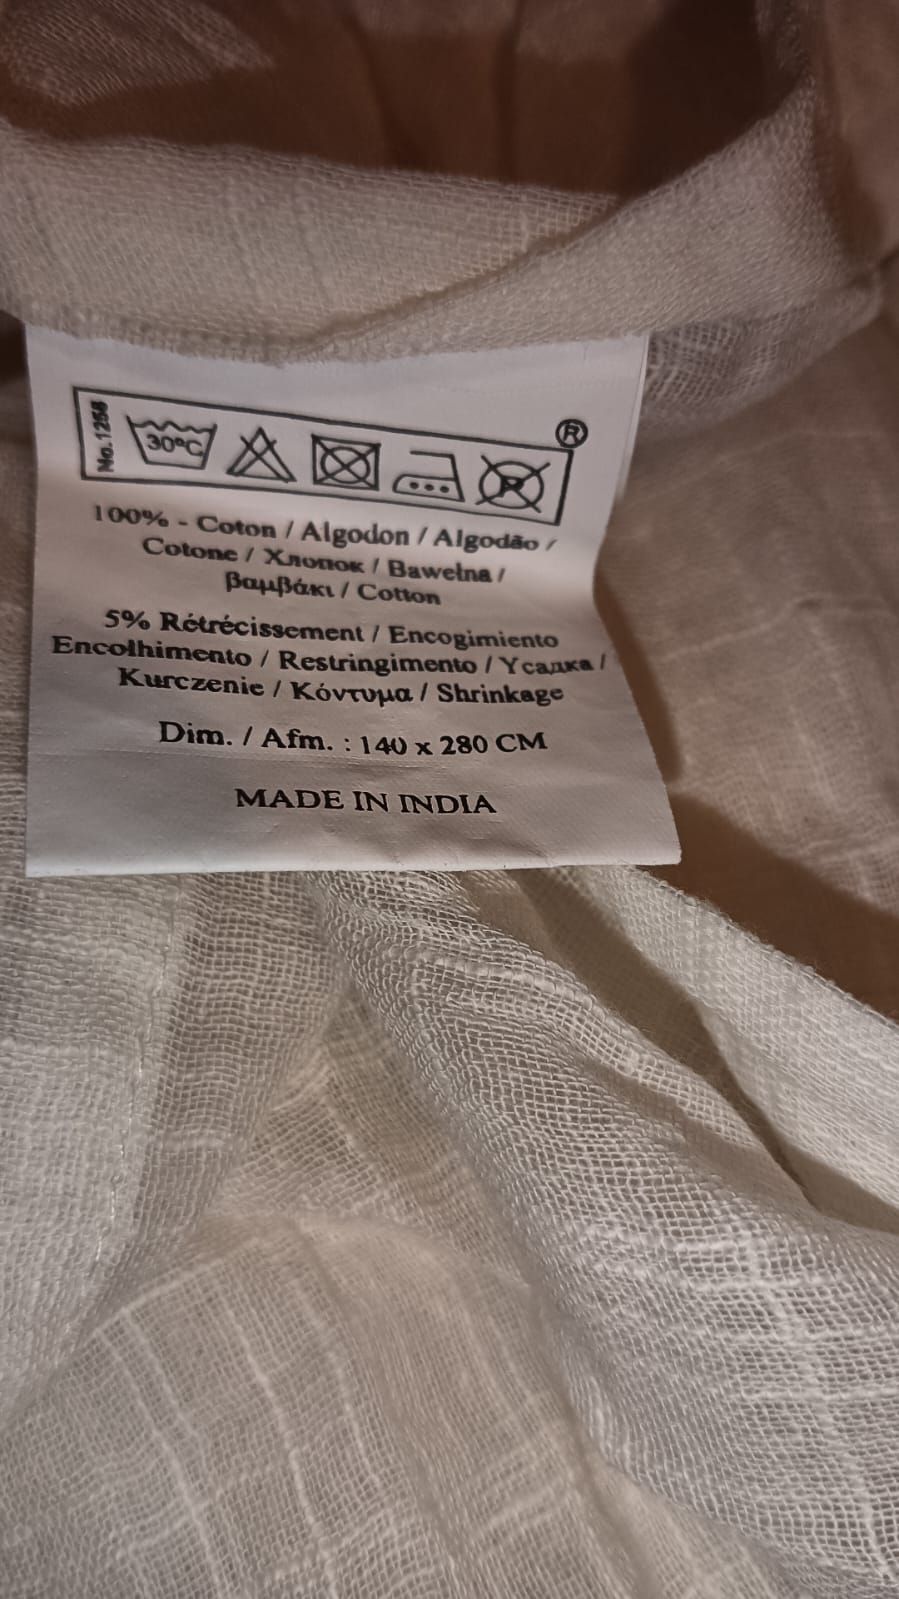 No. 1258
30°C
P
®
100% - Coton / Algodon / Algodão /
Cotone / Хлопок / Bawełna /
βαμβάκι / Cotton
5% Rétrécissement / Encogimiento
Encolhimento / Restringimento / Усадка /
Kurczenie / Κόντυμα / Shrinkage
Dim. / Afm. : 140 x 280 CM
MADE IN INDIA